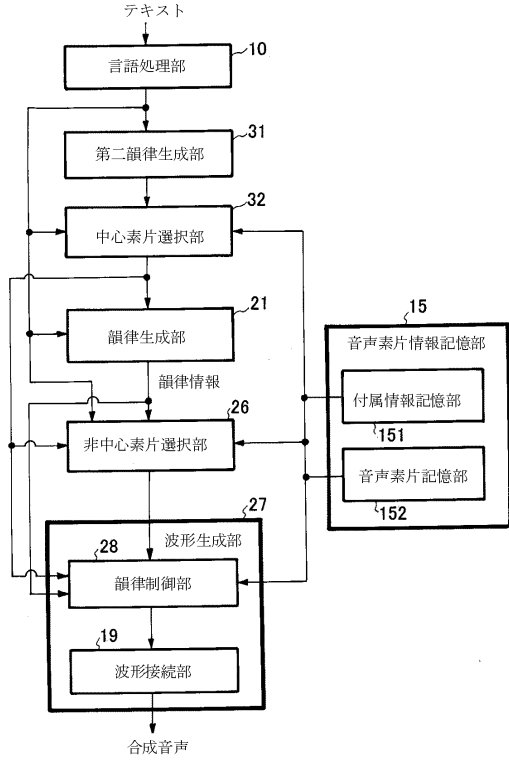 テキスト
10
言語処理部
31
第二韻律生成部
32
中心素片選択部
21
韻律生成部
韻律情報
26
非中心素片選択部
27
波形生成部
28
韻律制御部
19
波形接続部
合成音声
15
音声素片情報記憶部
付属情報記憶部
151
音声素片記憶部
152